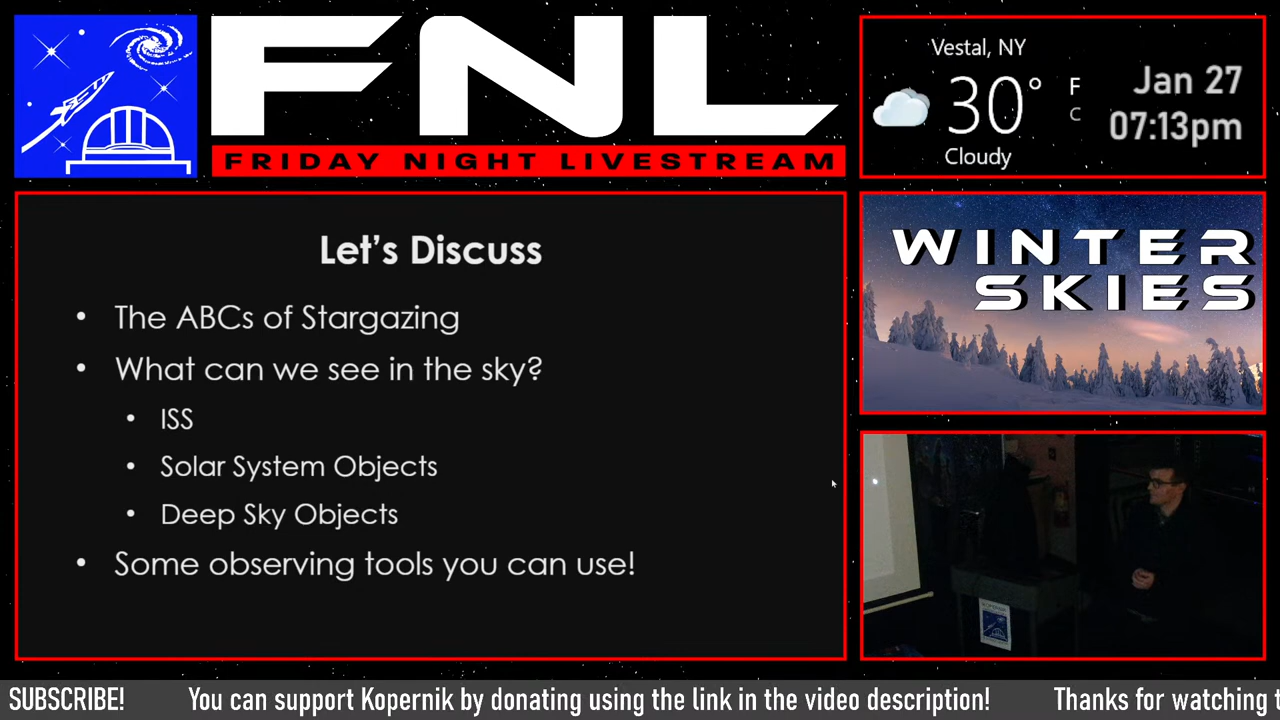 FNL
FRIDAY NIGHT LIVESTREAM
Vestal, NY
30° F
C
Cloudy
Jan 27
07:13pm
Let's Discuss
• The ABCs of Stargazing
• What can we see in the sky?
• ISS
• Solar System Objects
• Deep Sky Objects
• Some observing tools you can use!
WINTER
SKIES
SUBSCRIBE! You can support Kopernik by donating using the link in the video description! Thanks for watching